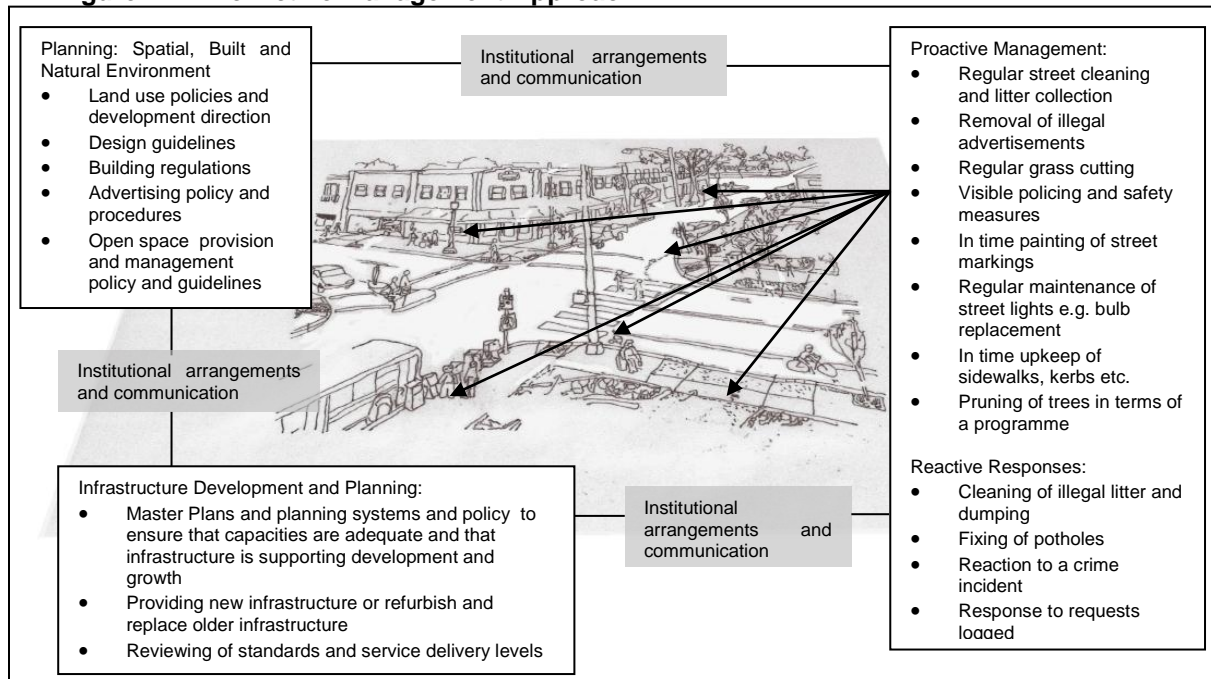 Planning: Spatial, Built and
Natural Environment
• Land use policies and
development direction
• Design guidelines
• Building regulations
• Advertising policy and
procedures
• Open space provision
and management
policy and guidelines
Institutional arrangements
and communication
Proactive Management:
• Regular street cleaning
and litter collection
• Removal of illegal
advertisements
• Regular grass cutting
• Visible policing and safety
measures
• In time painting of street
markings
• Regular maintenance of
street lights e.g. bulb
replacement
• In time upkeep of
sidewalks, kerbs etc.
• Pruning of trees in terms of
a programme
Reactive Responses:
• Cleaning of illegal litter and
dumping
• Fixing of potholes
• Reaction to a crime
incident
• Response to requests
logged
Institutional arrangements
and communication
Infrastructure Development and Planning:
• Master Plans and planning systems and policy to
ensure that capacities are adequate and that
infrastructure is supporting development and
growth
• Providing new infrastructure or refurbish and
replace older infrastructure
• Reviewing of standards and service delivery levels
Institutional
arrangements and
communication